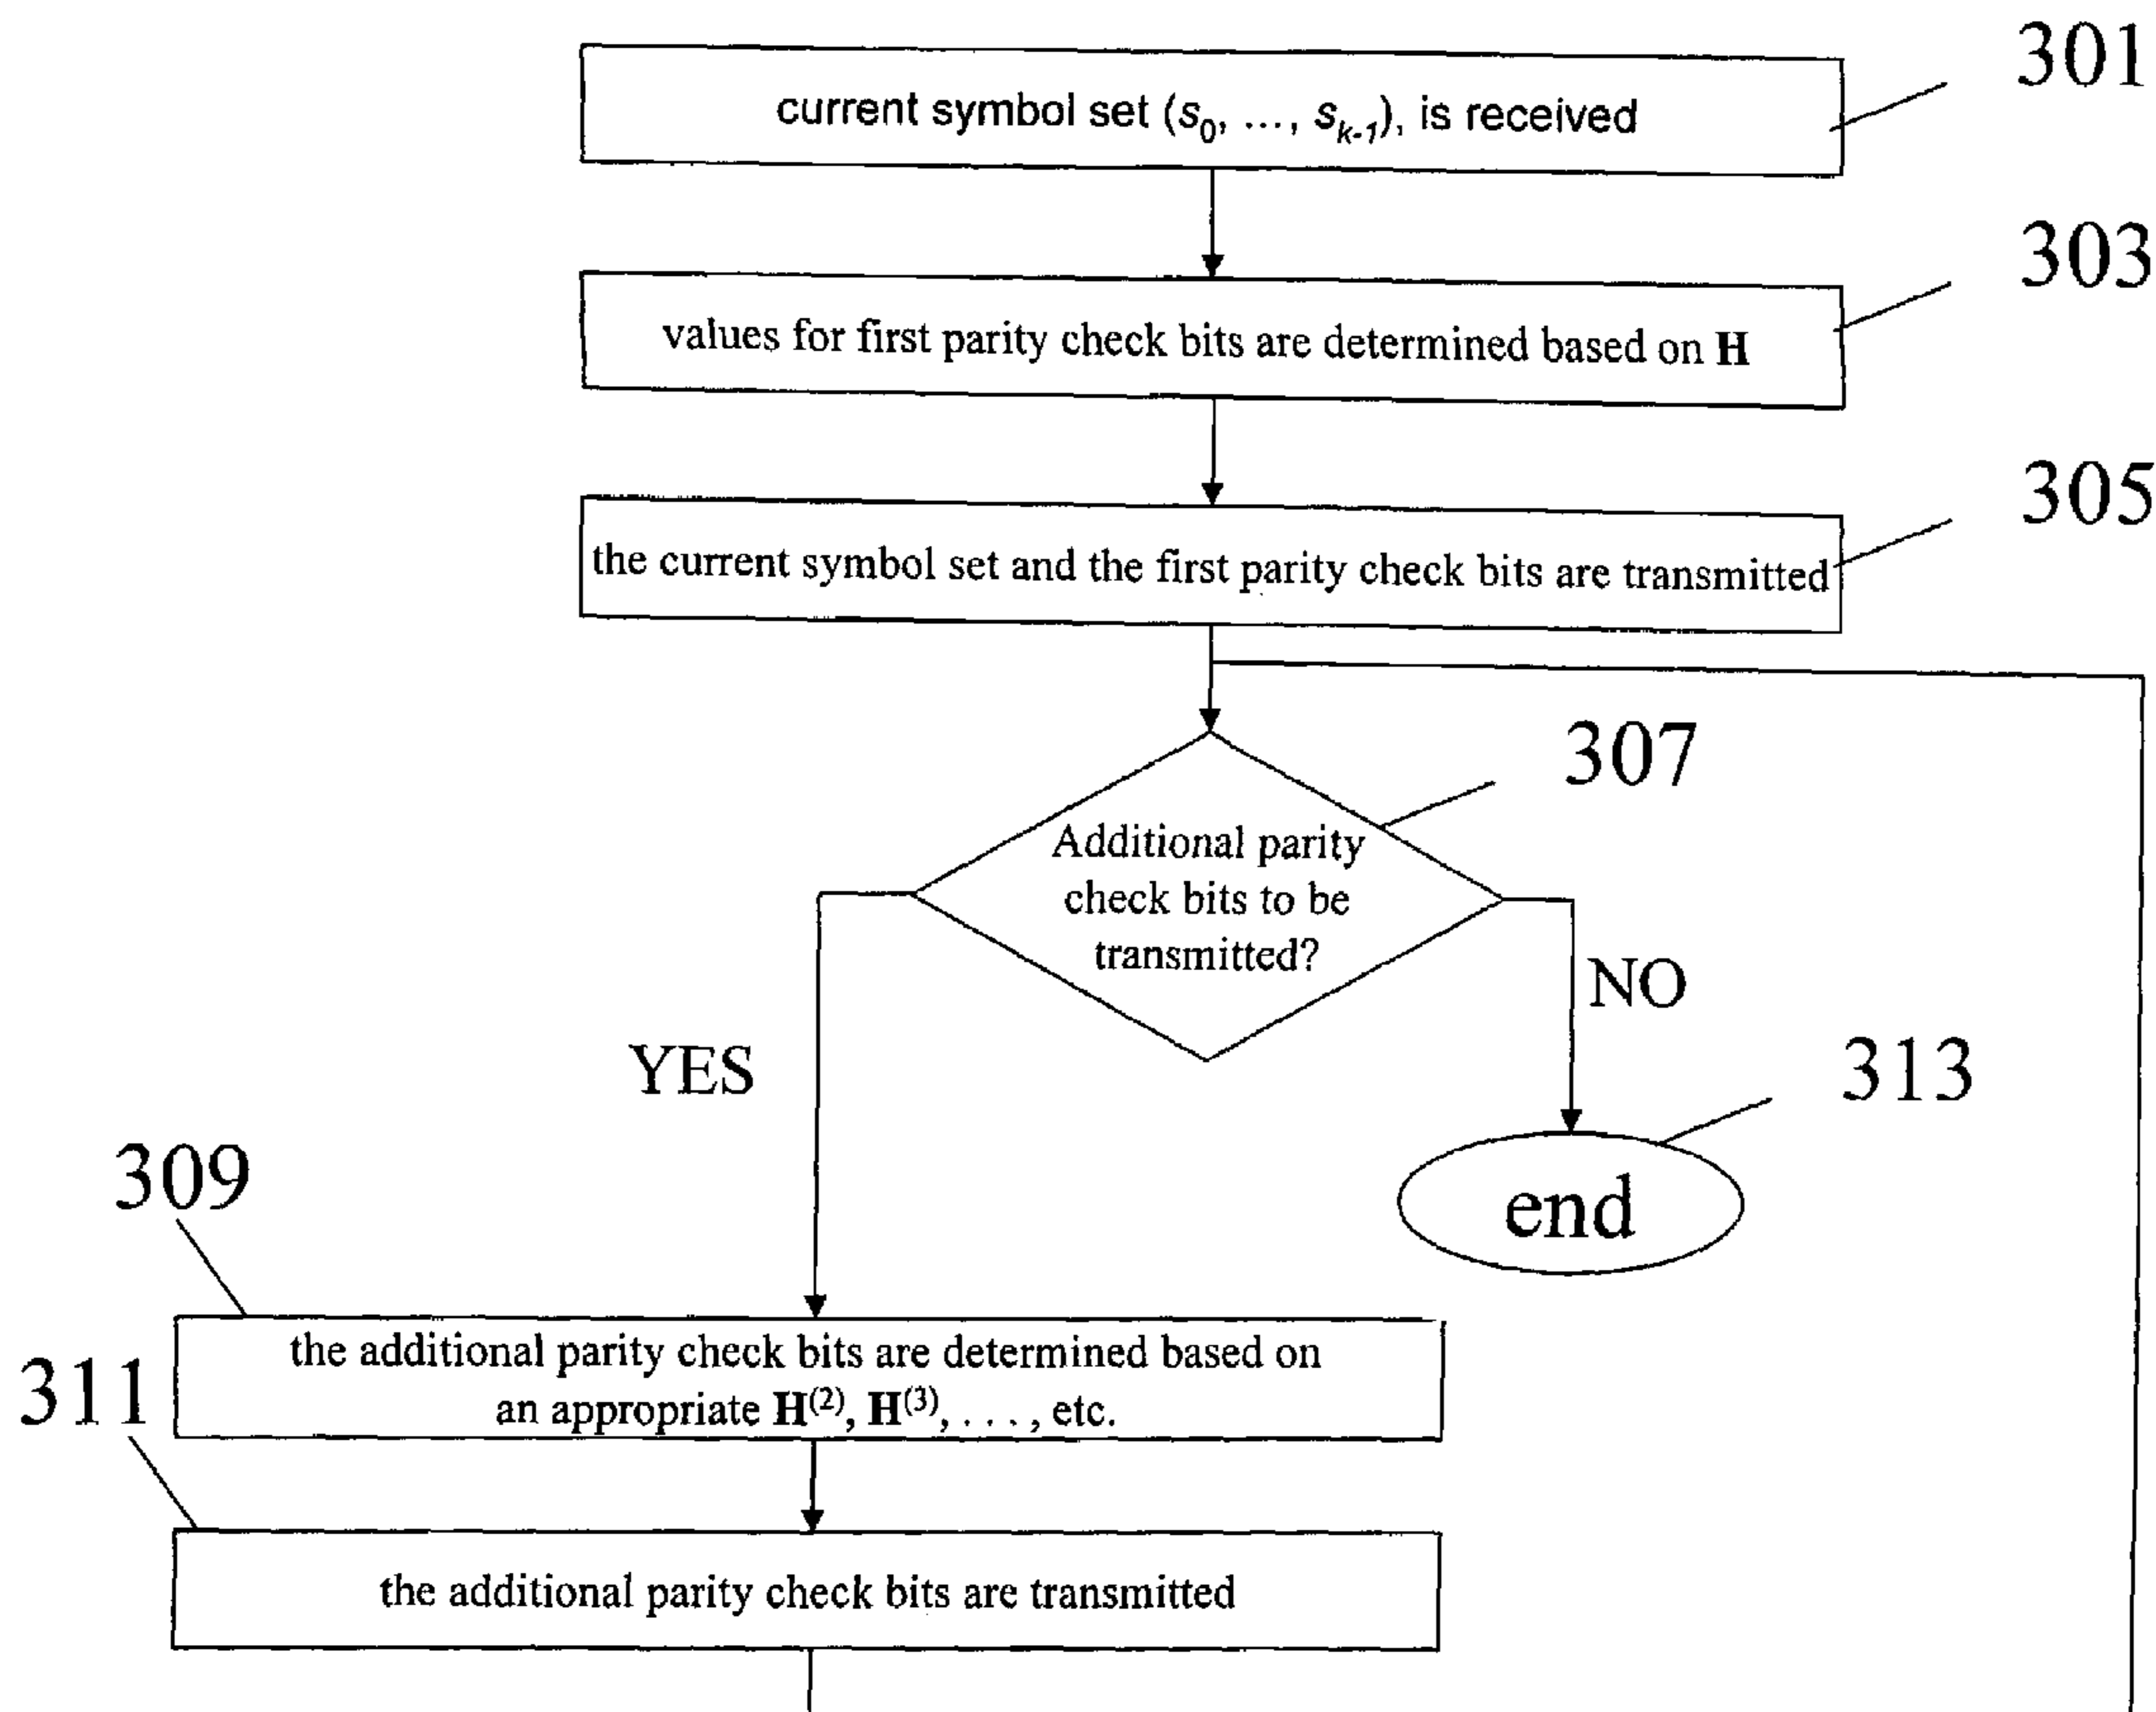 301
current symbol set (s0, ..., sk-1), is received
303
values for first parity check bits are determined based on H
305
the current symbol set and the first parity check bits are transmitted
307
Additional parity
check bits to be
transmitted?
NO
YES
313
end
309
the additional parity check bits are determined based on
an appropriate H(2), H(3), . . . , etc.
311
the additional parity check bits are transmitted